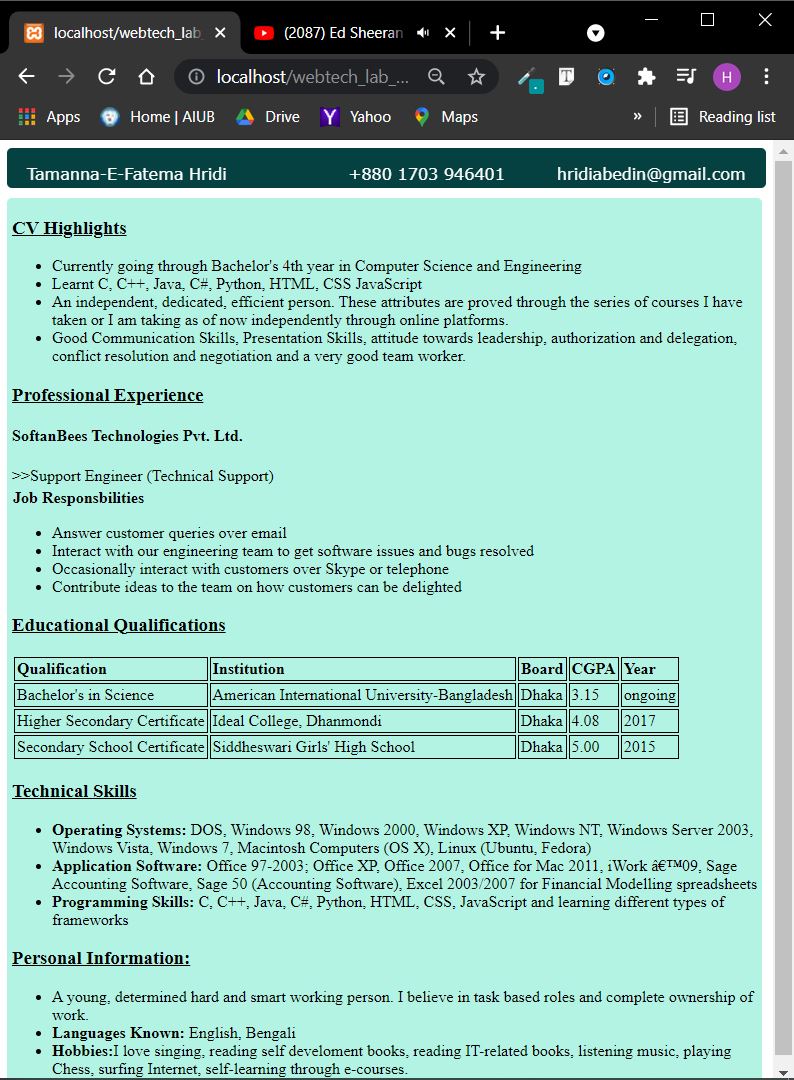 localhost/webtech_lab_
(2087) Ed Sheeran
localhost/webtech_lab_...
T
H
Apps
Home | AIUB
Drive
Y
Yahoo
Maps
»
Reading list
Tamanna-E-Fatema Hridi +880 1703 946401 hridiabedin@gmail.com
CV Highlights
• Currently going through Bachelor's 4th year in Computer Science and Engineering
• Learnt C, C++, Java, C#, Python, HTML, CSS JavaScript
• An independent, dedicated, efficient person. These attributes are proved through the series of courses I have
taken or I am taking as of now independently through online platforms.
• Good Communication Skills, Presentation Skills, attitude towards leadership, authorization and delegation,
conflict resolution and negotiation and a very good team worker.
Professional Experience
SoftanBees Technologies Pvt. Ltd.
>>Support Engineer (Technical Support)
Job Responsbilities
• Answer customer queries over email
• Interact with our engineering team to get software issues and bugs resolved
• Occasionally interact with customers over Skype or telephone
• Contribute ideas to the team on how customers can be delighted
Educational Qualifications
Qualification Institution Board CGPA Year
Bachelor's in Science American International University-Bangladesh Dhaka 3.15 ongoing
Higher Secondary Certificate Ideal College, Dhanmondi Dhaka 4.08 2017
Secondary School Certificate Siddheswari Girls' High School Dhaka 5.00 2015
Technical Skills
• Operating Systems: DOS, Windows 98, Windows 2000, Windows XP, Windows NT, Windows Server 2003,
Windows Vista, Windows 7, Macintosh Computers (OS X), Linux (Ubuntu, Fedora)
• Application Software: Office 97-2003; Office XP, Office 2007, Office for Mac 2011, iWork â€™09, Sage
Accounting Software, Sage 50 (Accounting Software), Excel 2003/2007 for Financial Modelling spreadsheets
• Programming Skills: C, C++, Java, C#, Python, HTML, CSS, JavaScript and learning different types of
frameworks
Personal Information:
• A young, determined hard and smart working person. I believe in task based roles and complete ownership of
work.
• Languages Known: English, Bengali
• Hobbies:I love singing, reading self develoment books, reading IT-related books, listening music, playing
Chess, surfing Internet, self-learning through e-courses.